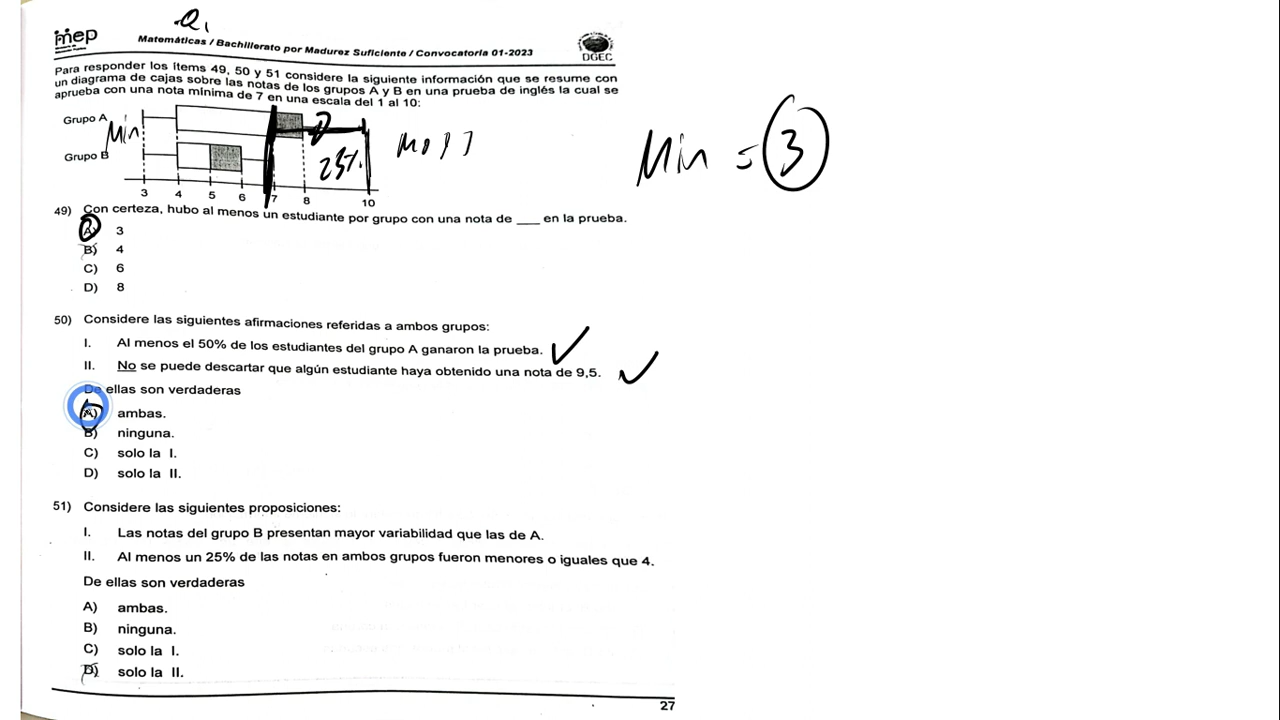 Q1
mep
Matemáticas / Bachillerato por Madurez Suficiente / Convocatoria 01-2023
DGEC
Para responder los ítems 49, 50 y 51 considere la siguiente información que se resume con
un diagrama de cajas sobre las notas de los grupos A y B en una prueba de inglés la cual se
aprueba con una nota mínima de 7 en una escala del 1 al 10:
Grupo A
Min
Grupo B
25%
Min = 3
3 4 5 6 7 8 10
49) Con certeza, hubo al menos un estudiante por grupo con una nota de ___ en la prueba.
A) 3
B) 4
C) 6
D) 8
50) Considere las siguientes afirmaciones referidas a ambos grupos:
I. Al menos el 50% de los estudiantes del grupo A ganaron la prueba.
II. No se puede descartar que algún estudiante haya obtenido una nota de 9,5.
De ellas son verdaderas
A) ambas.
B) ninguna.
C) solo la I.
D) solo la II.
51) Considere las siguientes proposiciones:
I. Las notas del grupo B presentan mayor variabilidad que las de A.
II. Al menos un 25% de las notas en ambos grupos fueron menores o iguales que 4.
De ellas son verdaderas
A) ambas.
B) ninguna.
C) solo la I.
D) solo la II.
27